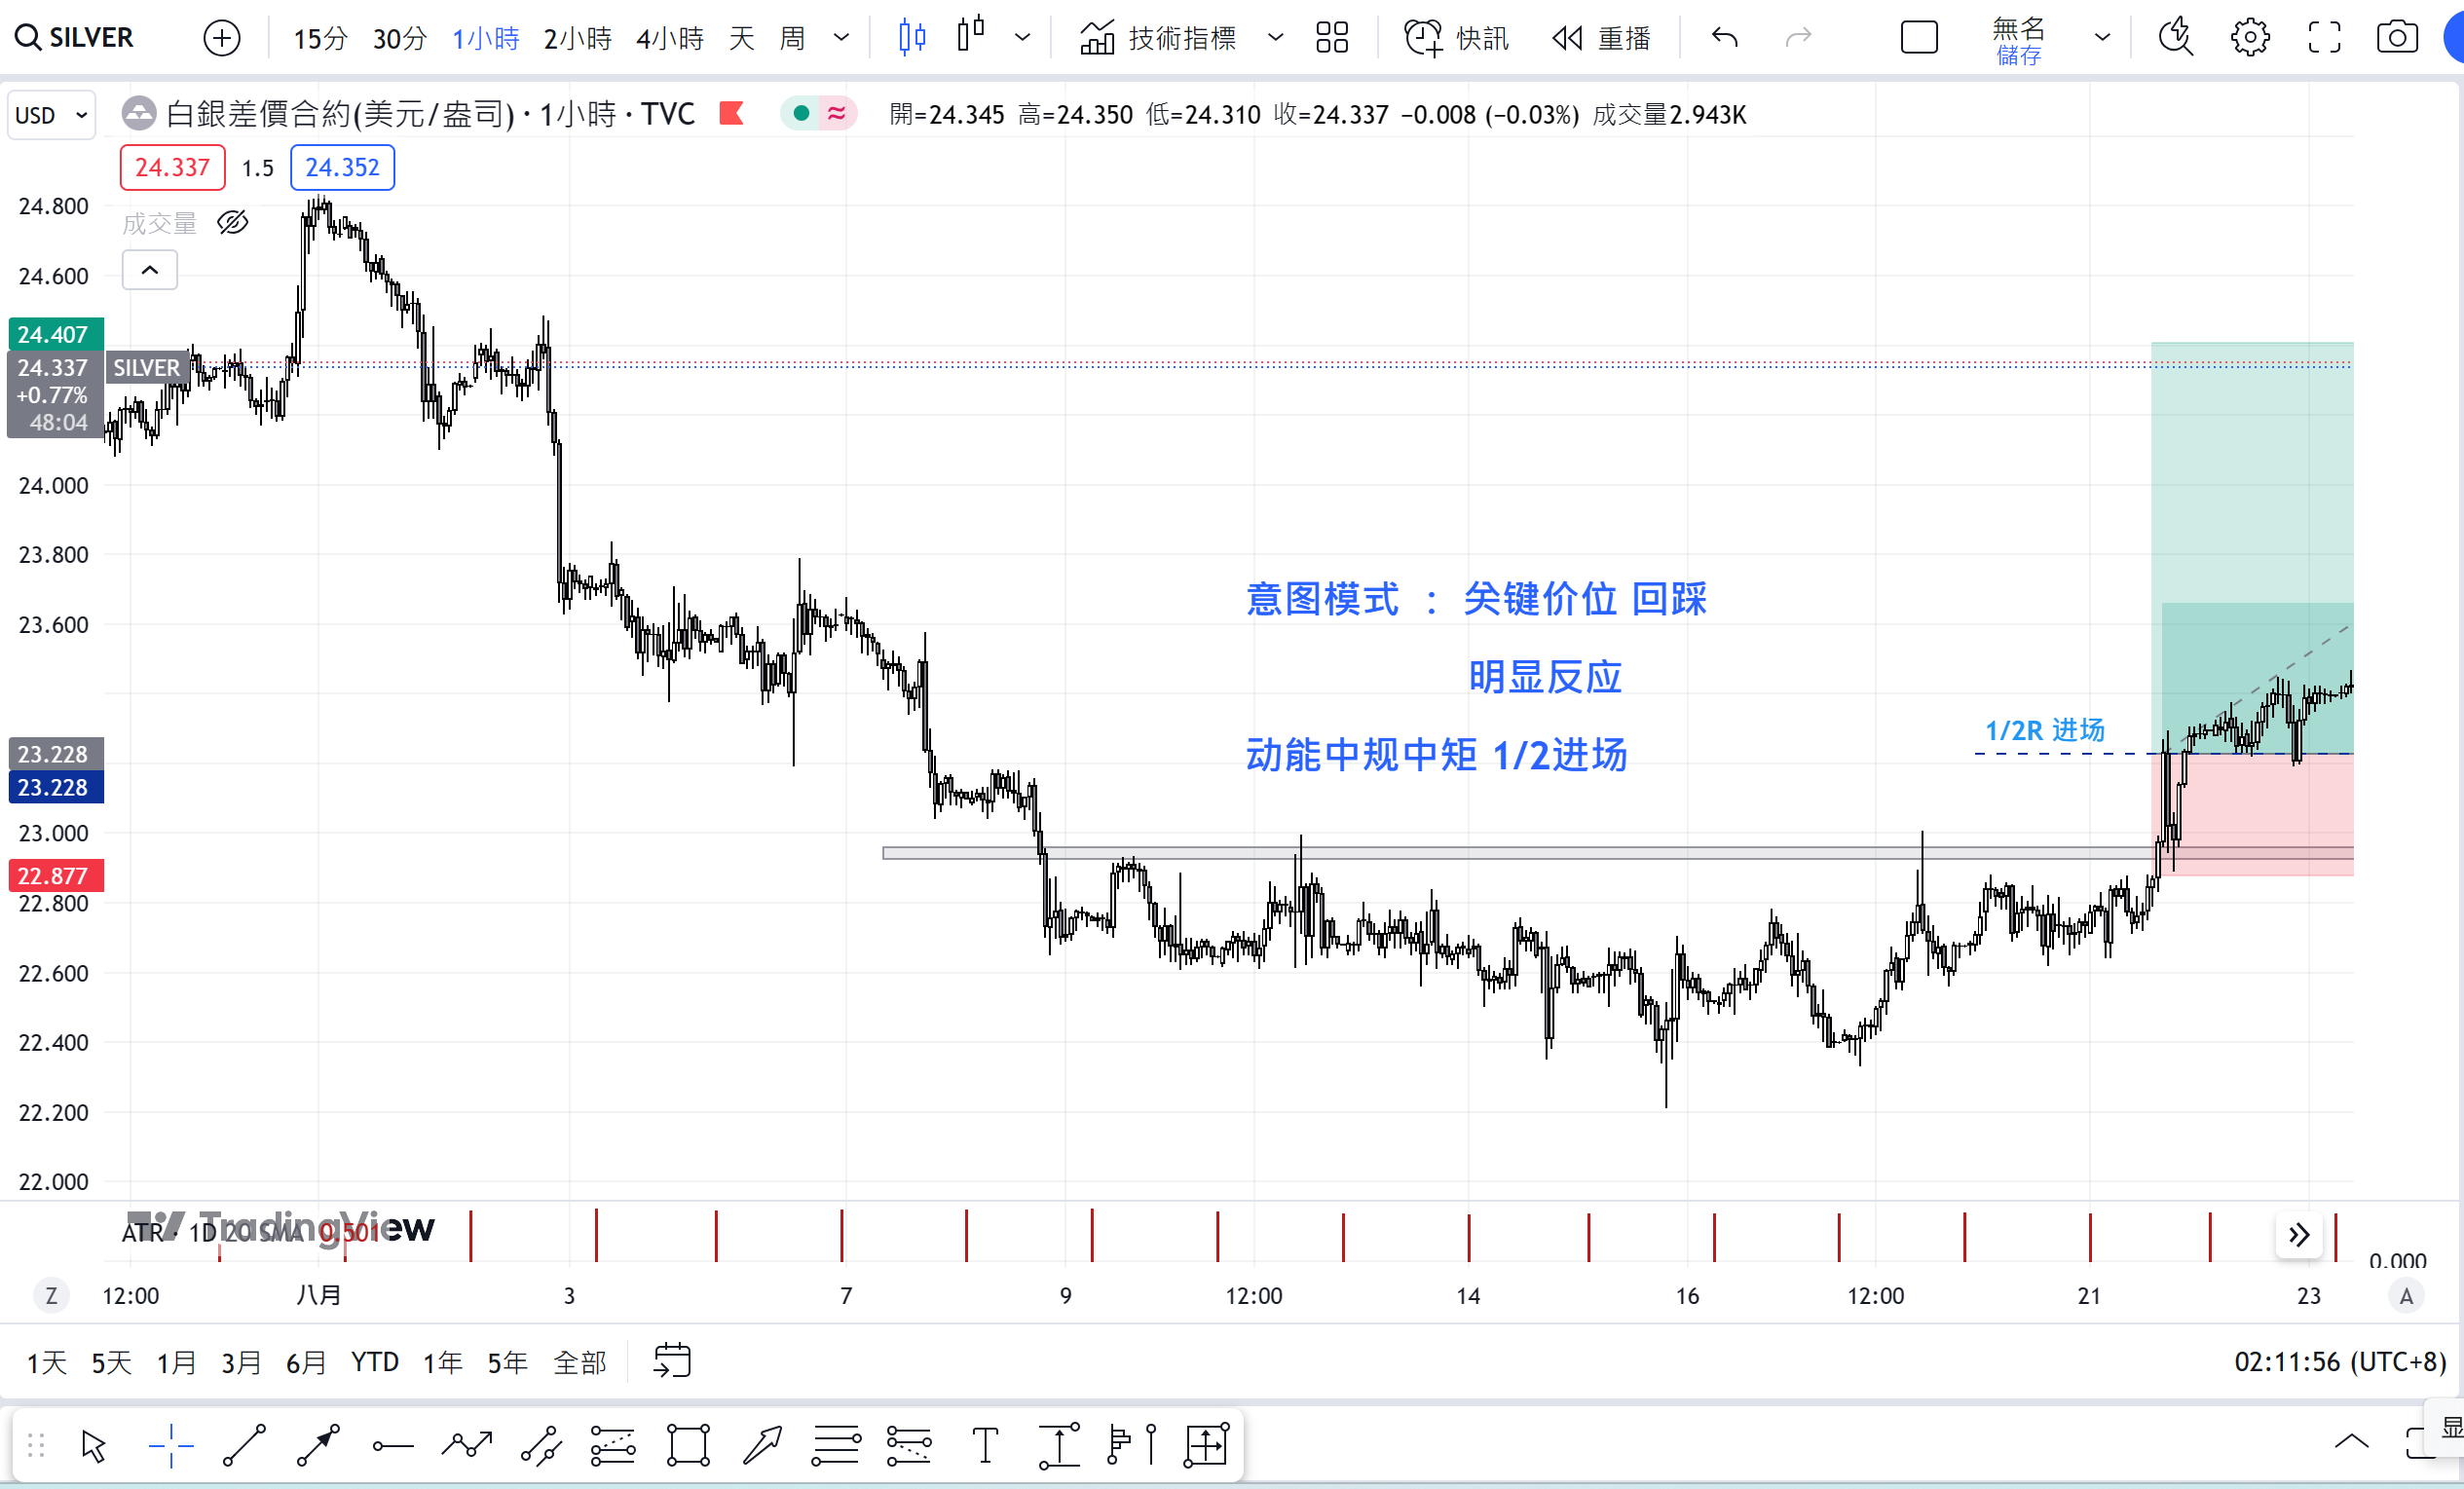 SILVER 15分 30分 1小時 2小時 4小時 天 周 技術指標 快訊 重播 無名
儲存
USD 白銀差價合約(美元/盎司) · 1小時 · TVC 開=24.345 高=24.350 低=24.310 收=24.337 −0.008 (−0.03%) 成交量2.943K
24.337 1.5 24.352
成交量
24.800
24.600
24.407
24.337 SILVER
+0.77%
48:04
24.000
23.800
23.600
意图模式 : 关键价位 回踩
明显反应
1/2R 进场
动能中规中矩 1/2进场
23.228
23.228
23.000
22.877
22.800
22.600
22.400
22.200
22.000
ATR · 1D 20 SMA 0.501
TradingView
0.000
Z 12:00 八月 3 7 9 12:00 14 16 12:00 21 23 A
1天 5天 1月 3月 6月 YTD 1年 5年 全部 02:11:56 (UTC+8)
显